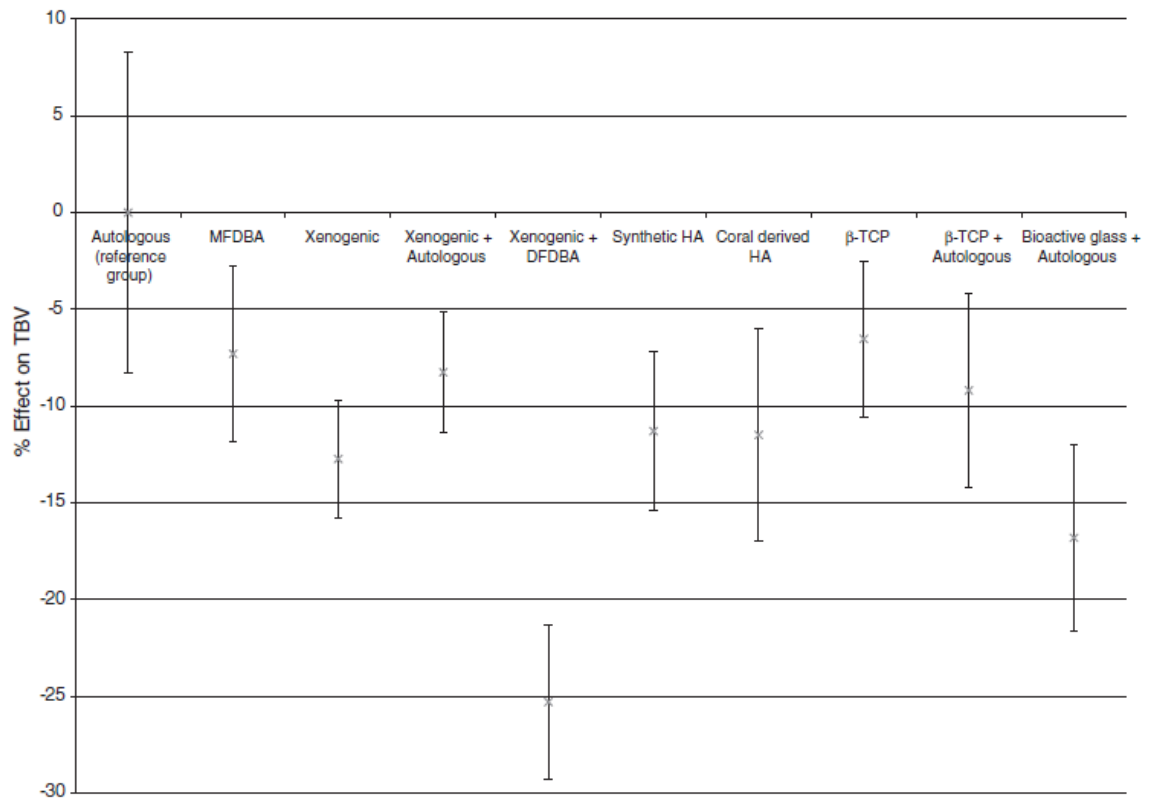 10
5
0
Autologous (reference group)
MFDBA
Xenogenic
Xenogenic + Autologous
Xenogenic + DFDBA
Synthetic HA
Coral derived HA
β-TCP
β-TCP + Autologous
Bioactive glass + Autologous
-5
-10
-15
-20
-25
-30
% Effect on TBV